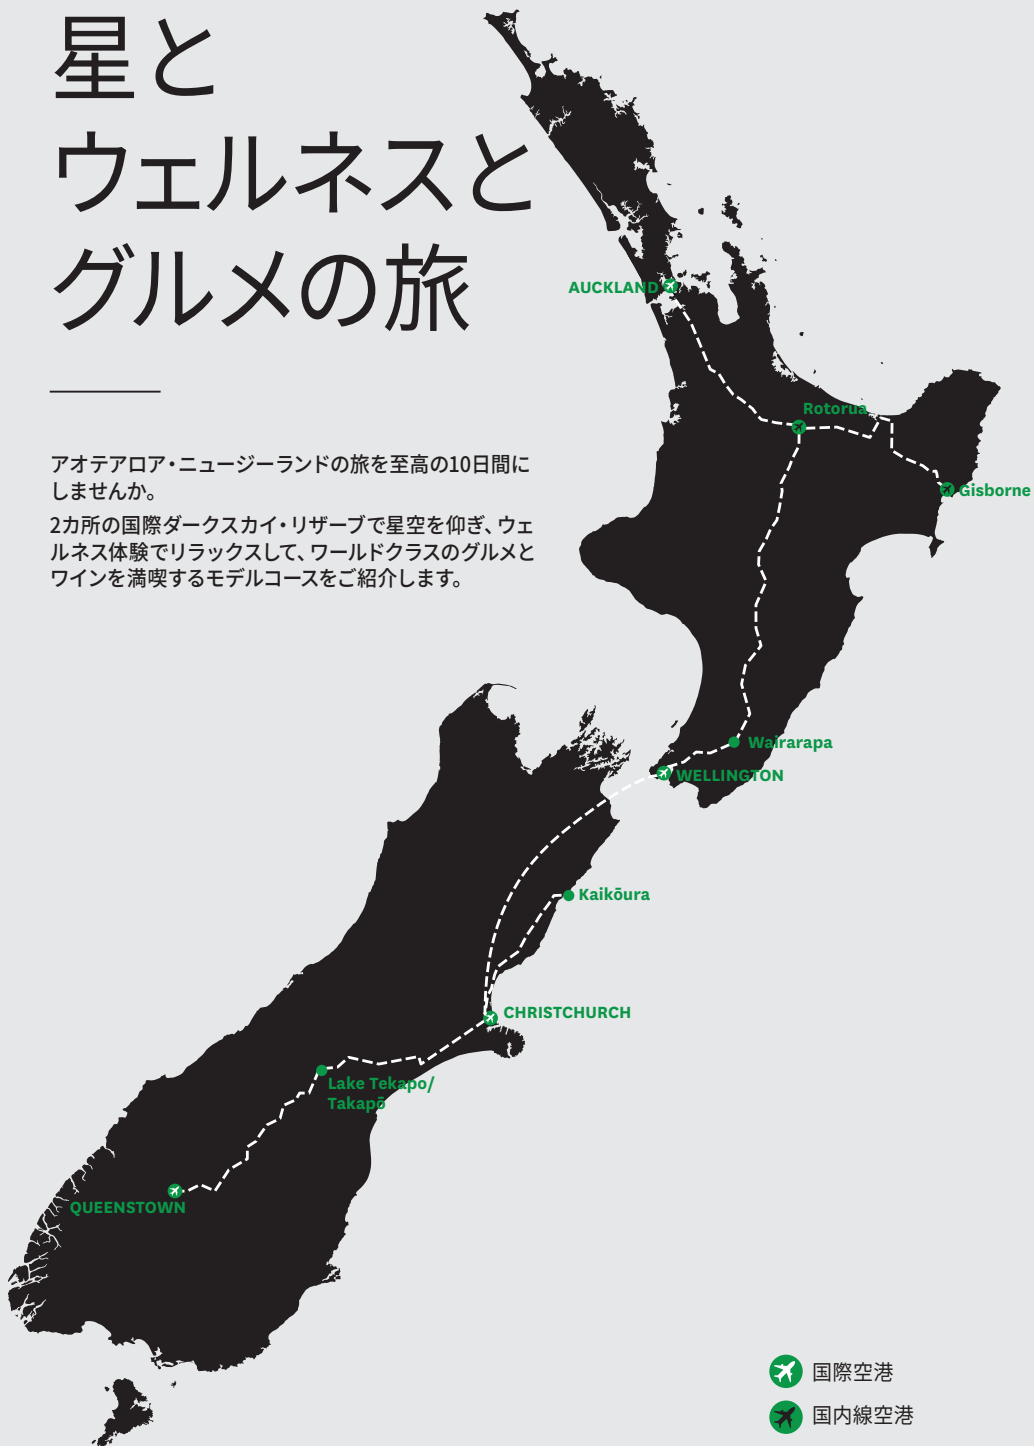 星と
ウェルネスと
グルメの旅
アオテアロア・ニュージーランドの旅を至高の10日間に
しませんか。
2カ所の国際ダークスカイ・リザーブで星空を仰ぎ、ウェ
ルネス体験でリラックスして、ワールドクラスのグルメと
ワインを満喫するモデルコースをご紹介します。
AUCKLAND
Rotorua
Gisborne
Wairarapa
WELLINGTON
Kaikōura
CHRISTCHURCH
Lake Tekapo/
Takapō
QUEENSTOWN
国際空港
国内線空港